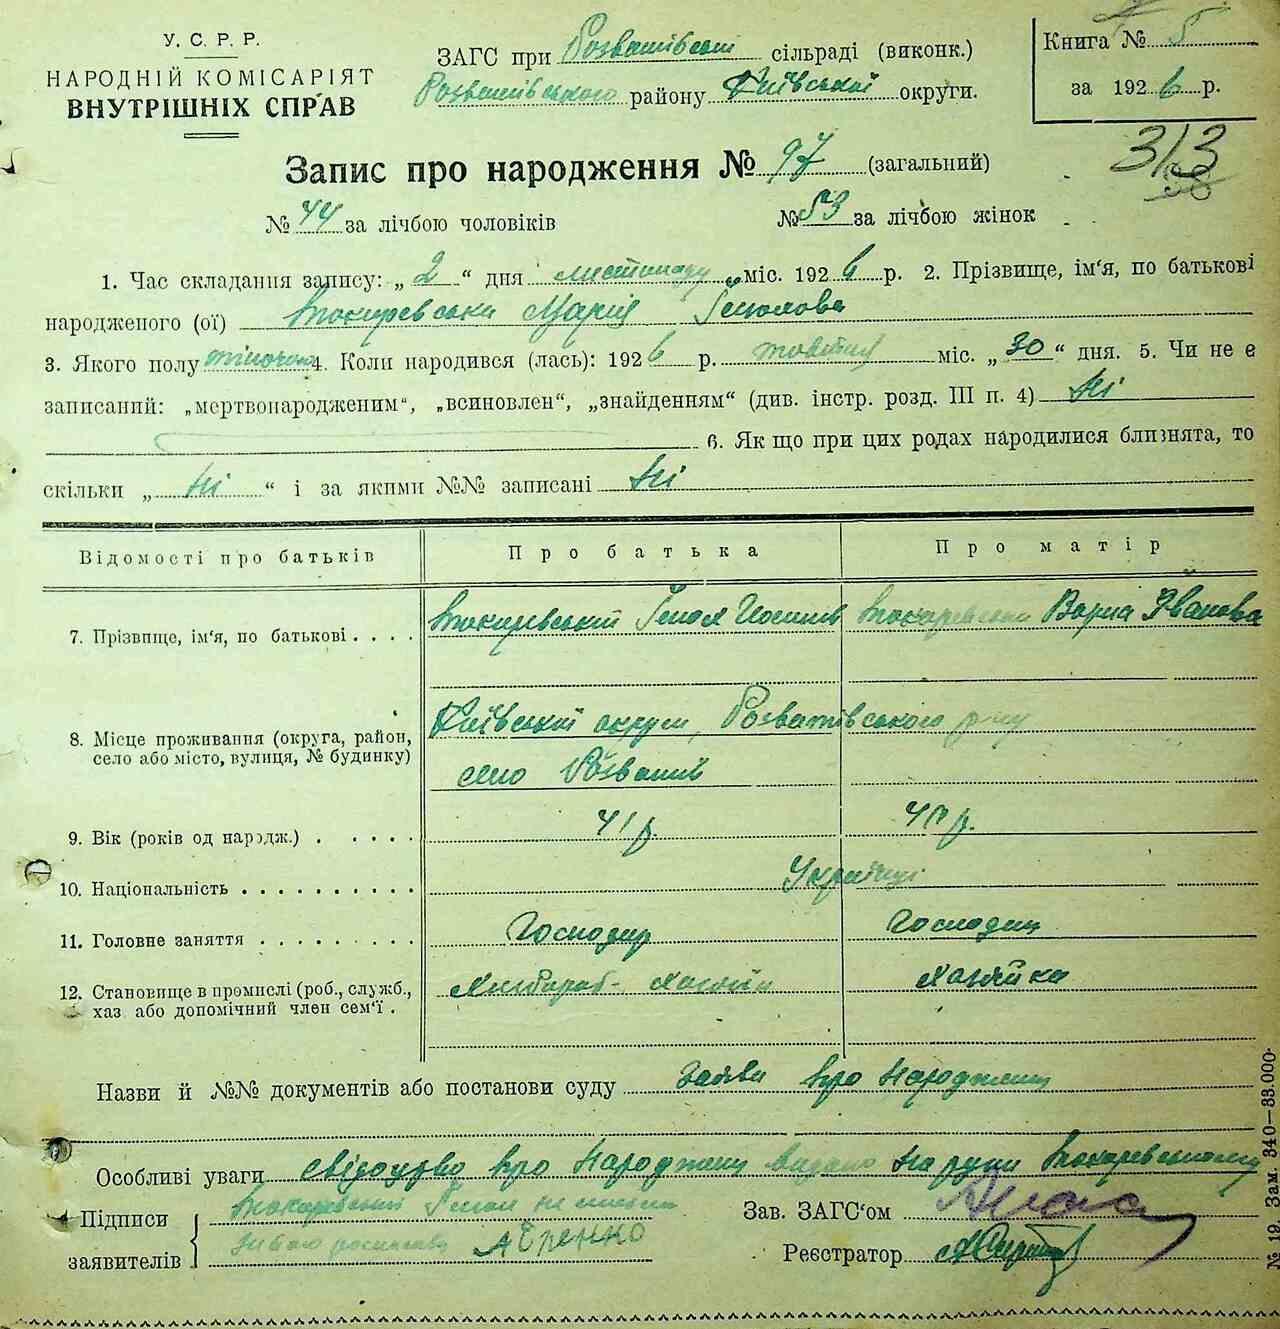 У. С. Р. Р.
НАРОДНІЙ КОМІСАРІЯТ
ВНУТРІШНІХ СПРАВ
ЗАГС при Розважівській сільраді (виконк.)
Розважівського району Київської округи.
Книга № 5
за 1926 р.
Запис про народження № 97 (загальний)
313
№ 44 за лічбою чоловіків № 53 за лічбою жінок
1. Час складання запису: „ 2 “ дня листопаду міс. 1926 р. 2. Прізвище, ім'я, по батькові
народженого (ої) Марія
3. Якого полу жіночого 4. Коли народився (лась): 1926 р. жовтня міс. „ 30 “ дня. 5. Чи не є
записаний: „мертвонародженим“, „всиновлен“, „знайденням“ (див. інстр. розд. III п. 4) Ні
6. Як що при цих родах народилися близнята, то
скільки „ Ні “ і за якими №№ записані Ні
Відомості про батьків Про батька Про матір
7. Прізвище, ім'я, по батькові . . . . Іванова
8. Місце проживання (округа, район, село або місто, вулиця, № будинку) Київської округи, Розважівського р-ну
село Розважів
9. Вік (років од народж.) . . . . . 41 р. 40 р.
10. Національність . . . . . . . . . . Українці
11. Головне заняття . . . . . . . . . Господар Господин
12. Становище в промислі (роб., служб., хаз або допомічний член сем'ї . Хлібороб- хазяїн хазяйка
Назви й №№ документів або постанови суду Заява про народженн
Особливі уваги свідоцтво про народженн видано на руки
Підписи заявителів
Зав. ЗАГС'ом
Реєстратор
№ 19. Зам. 340—33.000.